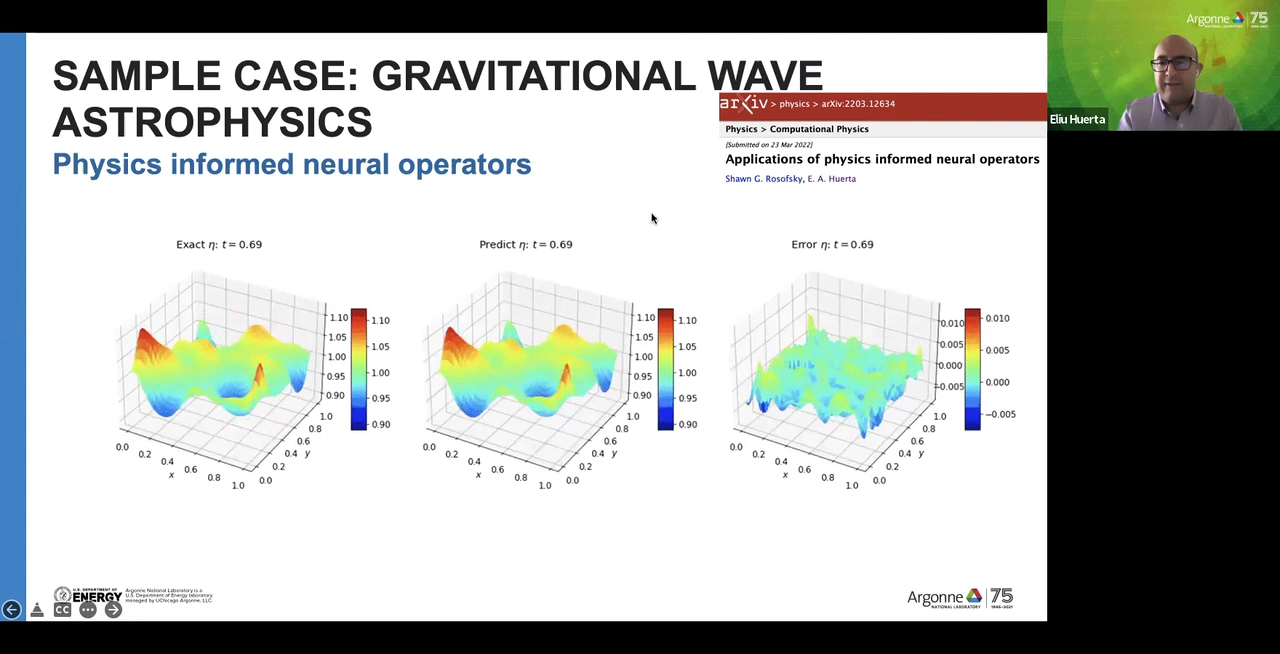 SAMPLE CASE: GRAVITATIONAL WAVE
ASTROPHYSICS
Physics informed neural operators
arXiv > physics > arXiv:2203.12634
Physics > Computational Physics
[Submitted on 23 Mar 2022]
Applications of physics informed neural operators
Shawn G. Rosofsky, E. A. Huerta
Argonne
NATIONAL LABORATORY
75
1946-2021
Eliu Huerta
Exact η: t = 0.69
1.10
1.05
1.00
0.95
0.90
1.10
1.05
1.00
0.95
0.90
0.0
0.2
0.4
0.6
0.8
1.0
x
0.0
0.2
0.4
0.6
0.8
1.0
y
Predict η: t = 0.69
1.10
1.05
1.00
0.95
0.90
1.10
1.05
1.00
0.95
0.90
0.0
0.2
0.4
0.6
0.8
1.0
x
0.0
0.2
0.4
0.6
0.8
1.0
y
Error η: t = 0.69
0.010
0.005
0.000
−0.005
0.010
0.005
0.000
−0.005
0.0
0.2
0.4
0.6
0.8
1.0
x
0.0
0.2
0.4
0.6
0.8
1.0
y
U.S. DEPARTMENT OF
ENERGY
Argonne National Laboratory is a
U.S. Department of Energy laboratory
managed by UChicago Argonne, LLC.
CC
Argonne
NATIONAL LABORATORY
75
1946-2021